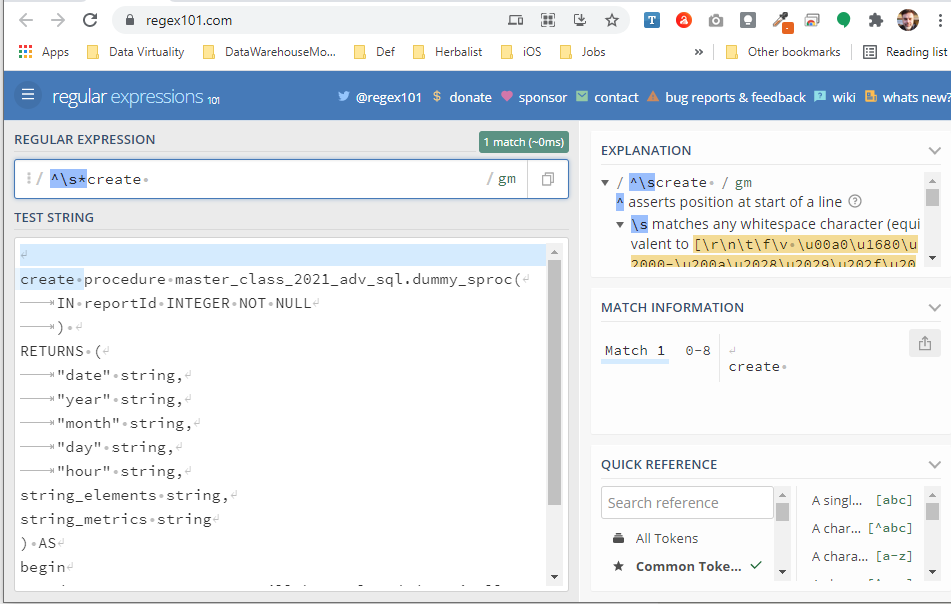 regex101.com
Apps Data Virtuality DataWarehouseMo... Def Herbalist iOS Jobs » Other bookmarks Reading list
regular expressions 101 @regex101 $ donate sponsor contact bug reports & feedback wiki whats new?
REGULAR EXPRESSION 1 match (~0ms)
/ ^\s*create· / gm
TEST STRING
↵
create·procedure·master_class_2021_adv_sql.dummy_sproc(↵
IN·reportId·INTEGER·NOT·NULL↵
)·↵
RETURNS·(↵
"date"·string,↵
"year"·string,↵
"month"·string,↵
"day"·string,↵
"hour"·string,↵
string_elements·string,↵
string_metrics·string↵
)·AS↵
begin
EXPLANATION
/ ^\screate· / gm
^ asserts position at start of a line
\s matches any whitespace character (equi
valent to [\r\n\t\f\v·\u00a0\u1680\u
2000-\u200a\u2028\u2029\u202f\u20
MATCH INFORMATION
Match 1 0-8 ↵
create·
QUICK REFERENCE
Search reference
All Tokens
Common Toke...
A singl... [abc]
A char... [^abc]
A chara... [a-z]